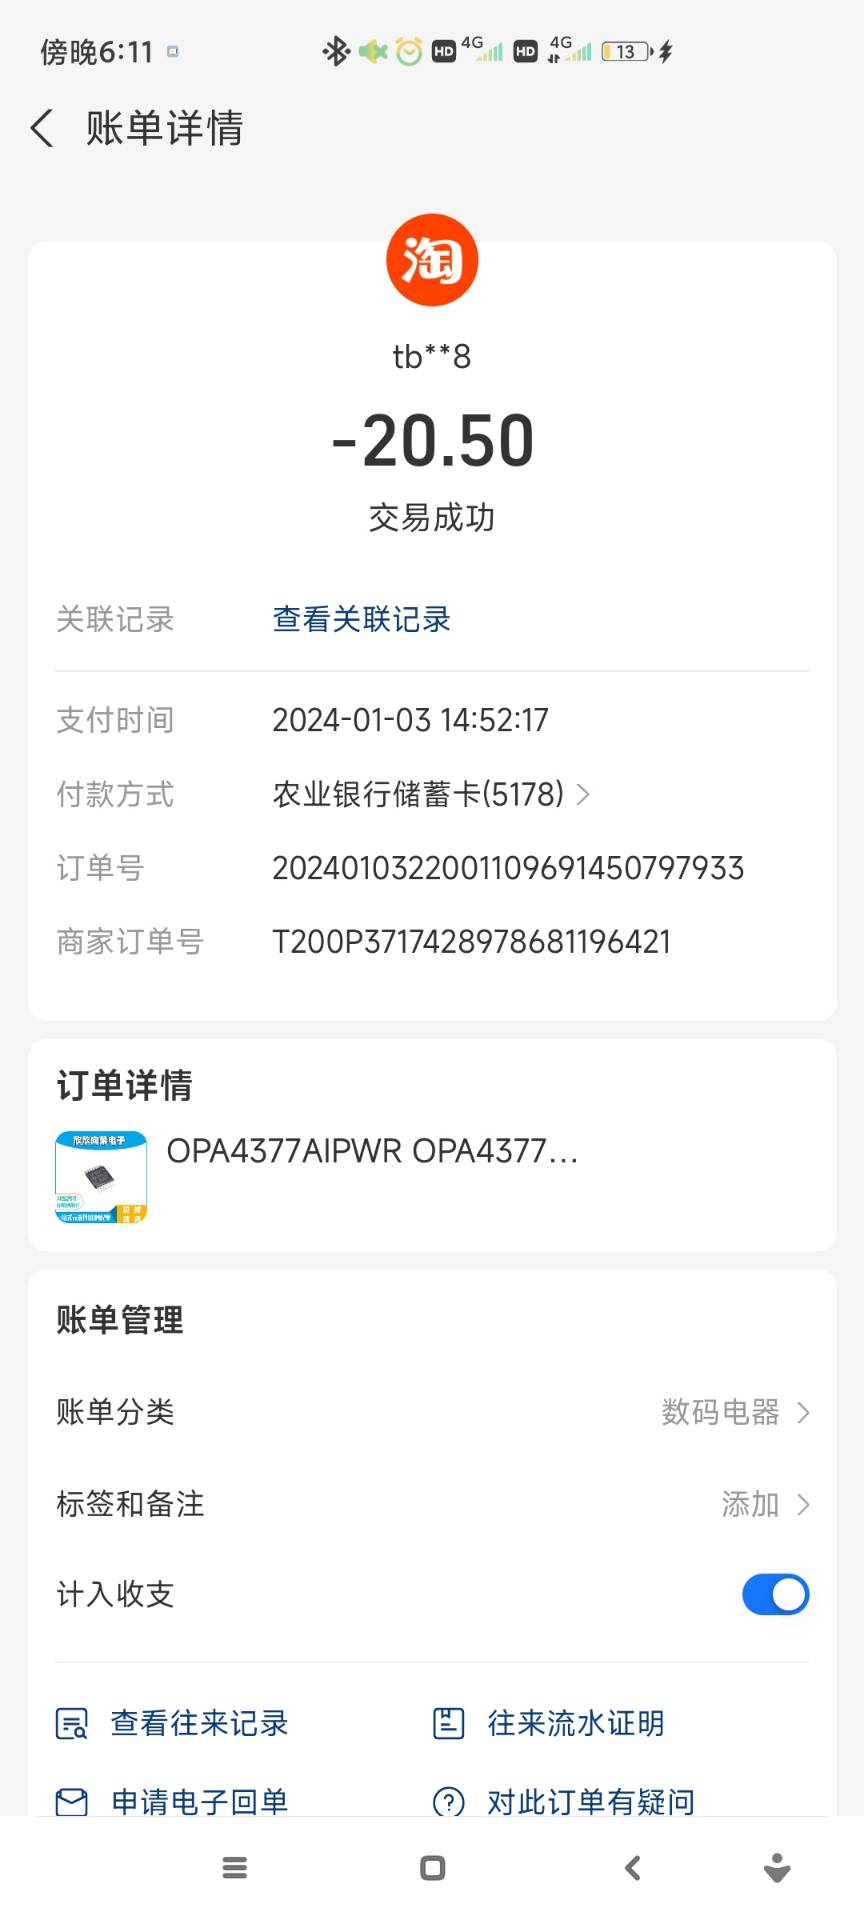 傍晚6:11
HD 4G HD 4G 13
账单详情
淘
tb**8
-20.50
交易成功
关联记录 查看关联记录
支付时间 2024-01-03 14:52:17
付款方式 农业银行储蓄卡(5178)
订单号 2024010322001109691450797933
商家订单号 T200P3717428978681196421
订单详情
欣欣向荣电子
OPA4377AIPWR OPA4377...
账单管理
账单分类 数码电器
标签和备注 添加
计入收支
查看往来记录 往来流水证明
申请电子回单 对此订单有疑问